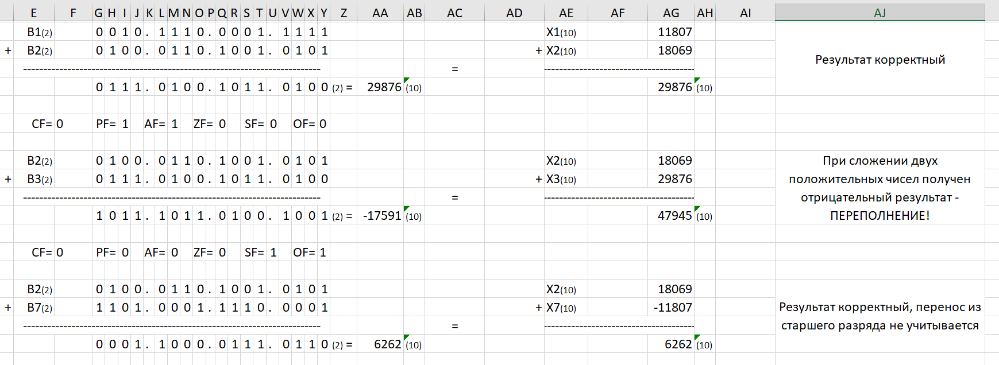 E F G H I J K L M N O P Q R S T U V W X Y Z AA AB AC AD AE AF AG AH AI AJ
B1(2) 0 0 1 0 . 1 1 1 0 . 0 0 0 1 . 1 1 1 1 X1(10) 11807
+ B2(2) 0 1 0 0 . 0 1 1 0 . 1 0 0 1 . 0 1 0 1 + X2(10) 18069 Результат корректный
-------------------------------------------------------------------------- = -------------------------------------
0 1 1 1 . 0 1 0 0 . 1 0 1 1 . 0 1 0 0 (2) = 29876 (10) 29876 (10)
CF= 0 PF= 1 AF= 1 ZF= 0 SF= 0 OF= 0
B2(2) 0 1 0 0 . 0 1 1 0 . 1 0 0 1 . 0 1 0 1 X2(10) 18069 При сложении двух
+ B3(2) 0 1 1 1 . 0 1 0 0 . 1 0 1 1 . 0 1 0 0 + X3(10) 29876 положительных чисел получен
-------------------------------------------------------------------------- = ------------------------------------- отрицательный результат -
1 0 1 1 . 1 0 1 1 . 0 1 0 0 . 1 0 0 1 (2) = -17591 (10) 47945 (10) ПЕРЕПОЛНЕНИЕ!
CF= 0 PF= 0 AF= 0 ZF= 0 SF= 1 OF= 1
B2(2) 0 1 0 0 . 0 1 1 0 . 1 0 0 1 . 0 1 0 1 X2(10) 18069
+ B7(2) 1 1 0 1 . 0 0 0 1 . 1 1 1 0 . 0 0 0 1 + X7(10) -11807 Результат корректный, перенос из
-------------------------------------------------------------------------- = ------------------------------------- старшего разряда не учитывается
0 0 0 1 . 1 0 0 0 . 0 1 1 1 . 0 1 1 0 (2) = 6262 (10) 6262 (10)